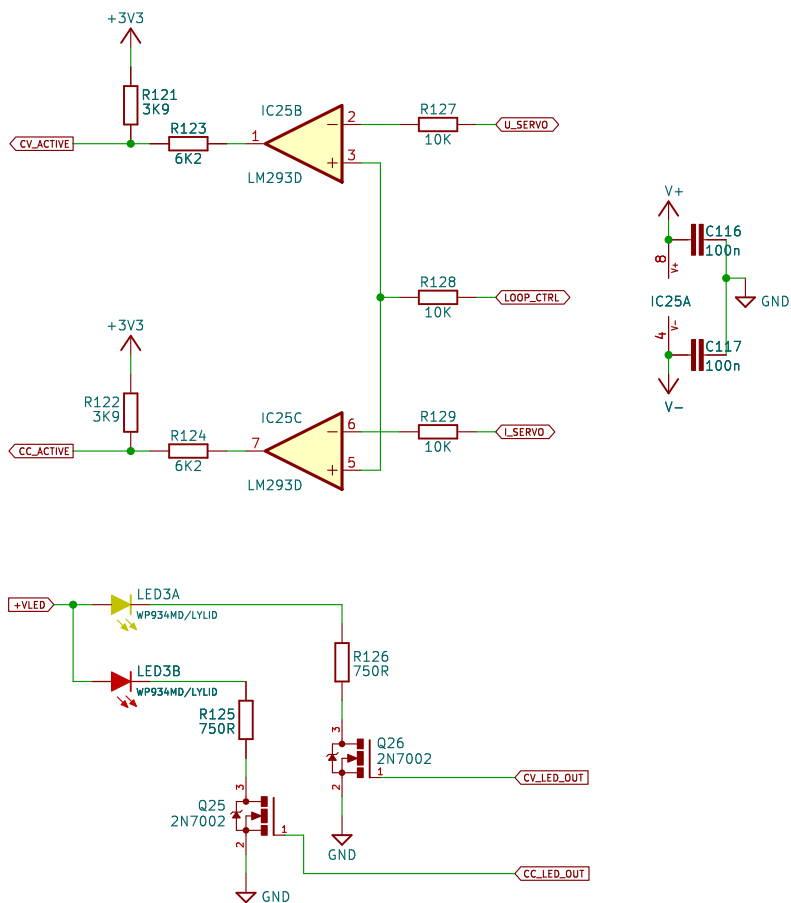 +3V3
R121
3K9
CV_ACTIVE
R123
6K2
IC25B
1
2
3
LM293D
R127
10K
U_SERVO
R128
10K
LOOP_CTRL
+3V3
R122
3K9
CC_ACTIVE
R124
6K2
IC25C
7
6
5
LM293D
R129
10K
I_SERVO
V+
C116
100n
8
V+
IC25A
GND
4
V-
C117
100n
V-
+VLED
LED3A
WP934MD/LYLID
LED3B
WP934MD/LYLID
R126
750R
R125
750R
3
Q26
2N7002
1
2
CV_LED_OUT
GND
3
Q25
2N7002
1
2
CC_LED_OUT
GND